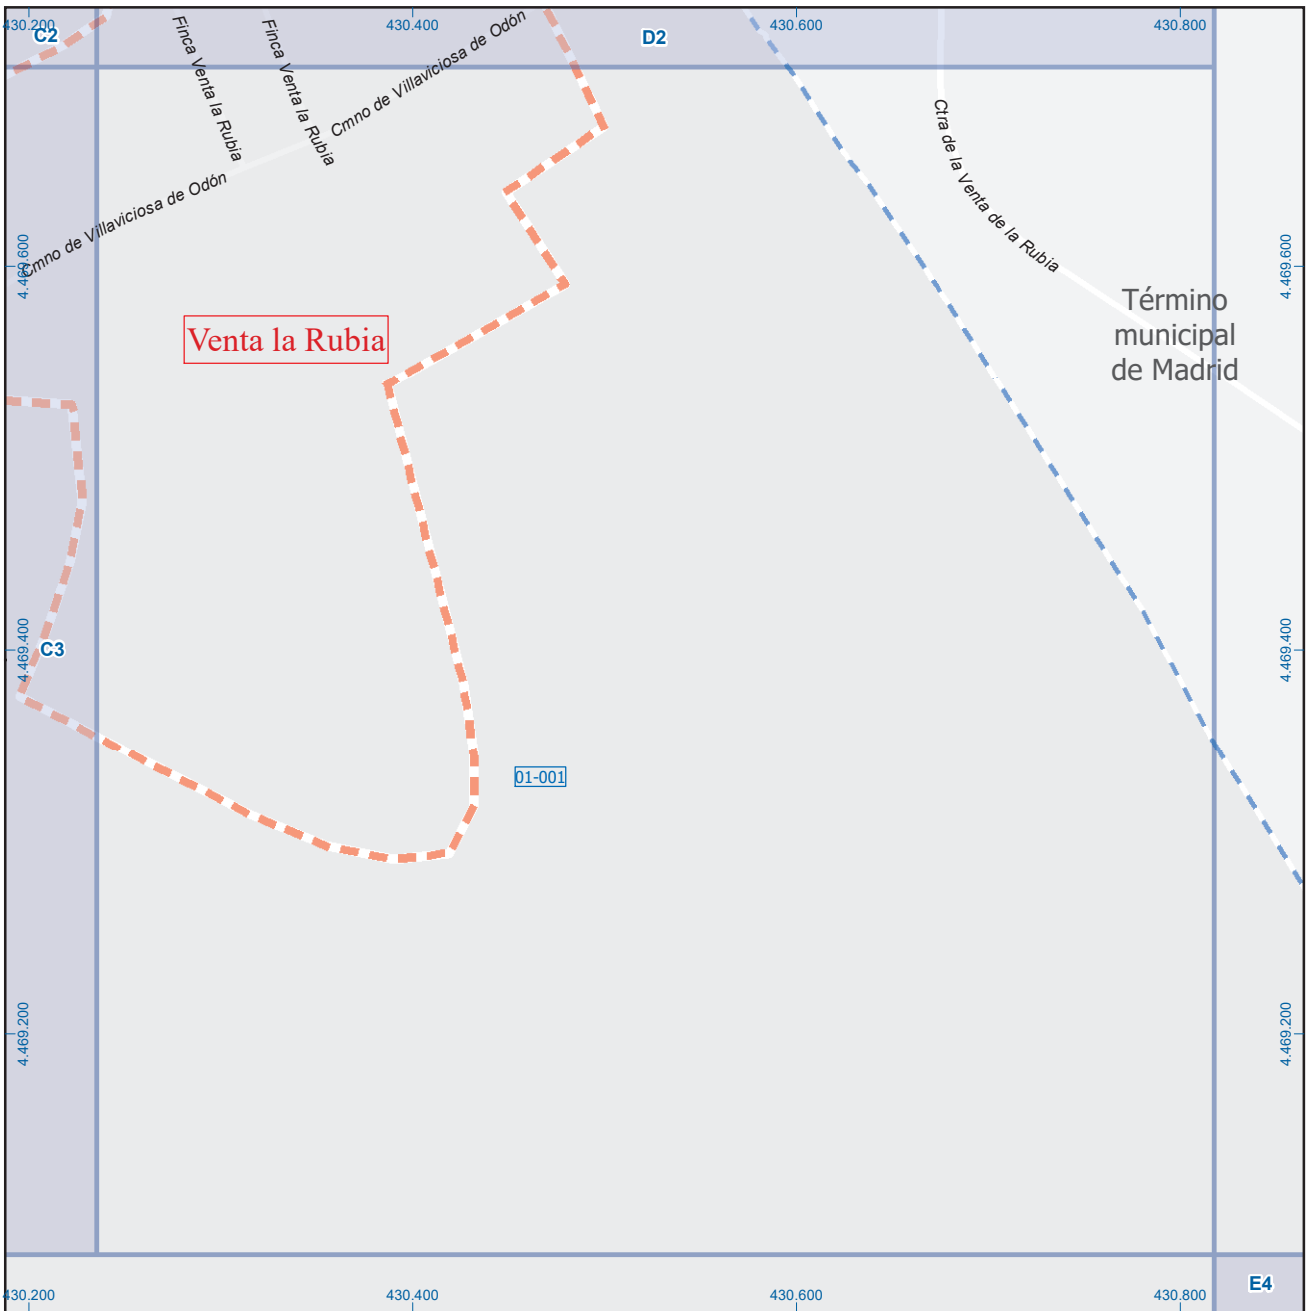 430.200
430.400
430.600
430.800
C2
D2
Finca Venta la Rubia
Finca Venta la Rubia
Cmno de Villaviciosa de Odón
Cmno de Villaviciosa de Odón
Ctra de la Venta de la Rubia
4.469.600
4.469.600
Término
municipal
de Madrid
Venta la Rubia
4.469.400
C3
4.469.400
01-001
4.469.200
4.469.200
E4
430.200
430.400
430.600
430.800